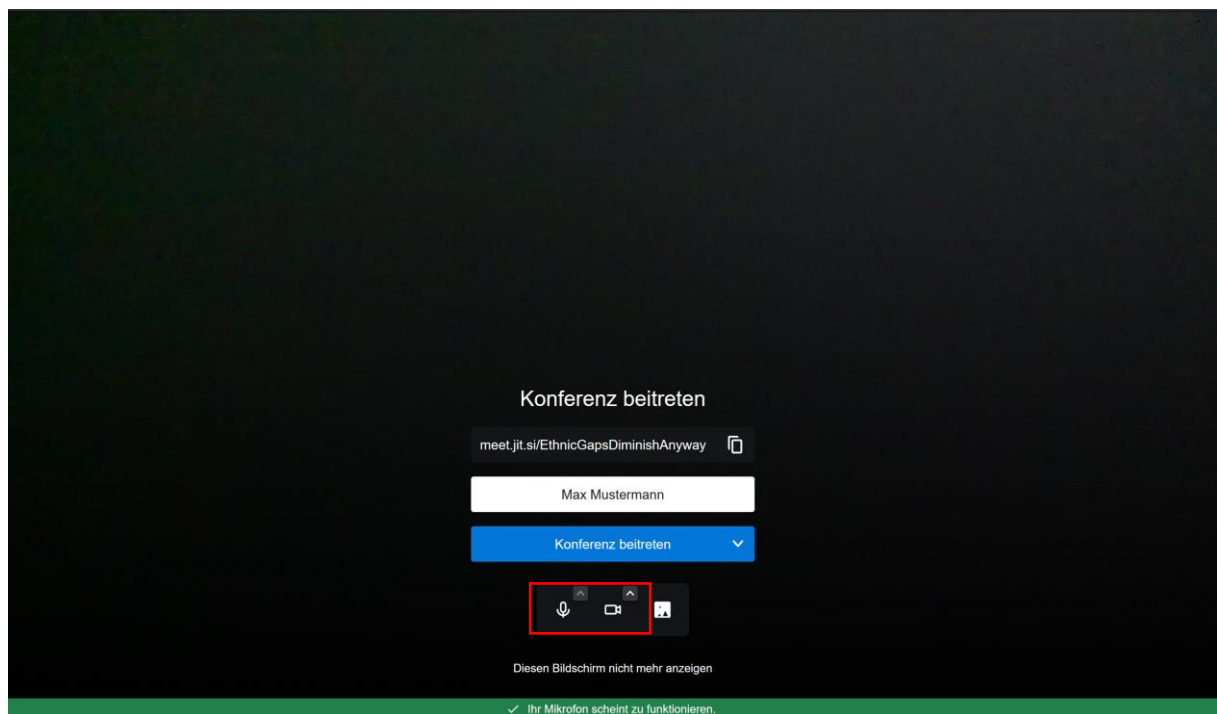 Konferenz beitreten
meet.jit.si/EthnicGapsDiminishAnyway
Max Mustermann
Konferenz beitreten
Diesen Bildschirm nicht mehr anzeigen
Ihr Mikrofon scheint zu funktionieren.